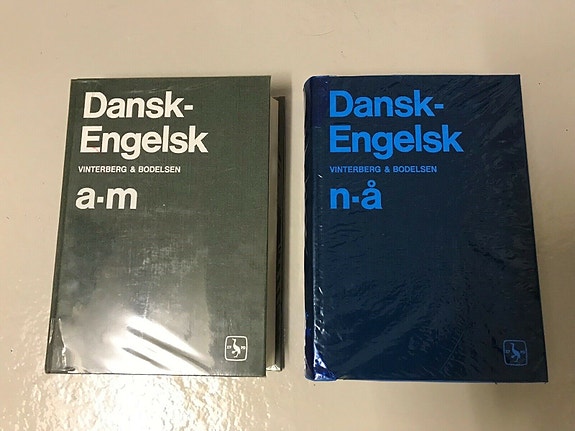 Dansk-
Engelsk
VINTERBERG & BODELSEN
a-m
Dansk-
Engelsk
VINTERBERG & BODELSEN
n-å